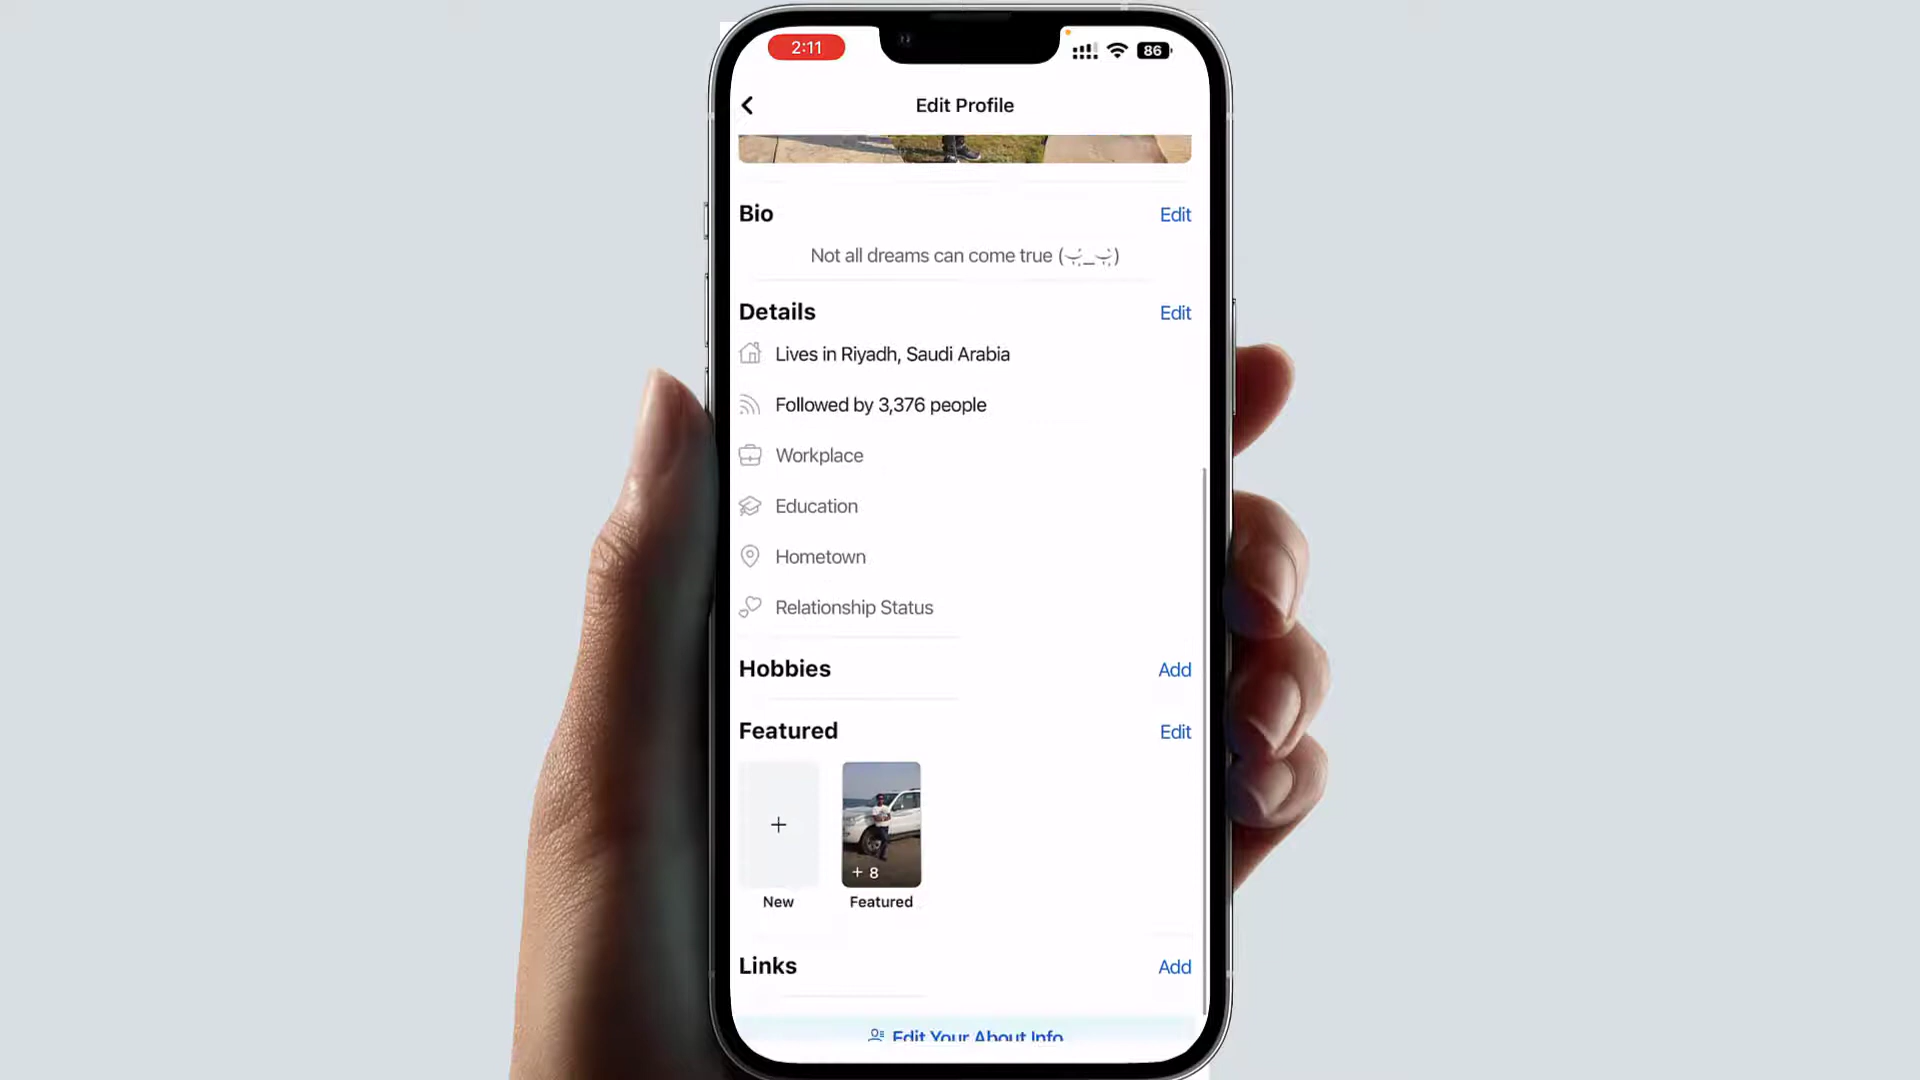 2:11
86
Edit Profile
Bio Edit
Not all dreams can come true
Details Edit
Lives in Riyadh, Saudi Arabia
Followed by 3,376 people
Workplace
Education
Hometown
Relationship Status
Hobbies Add
Featured Edit
+
+ 8
New Featured
Links Add
Edit Your About Info